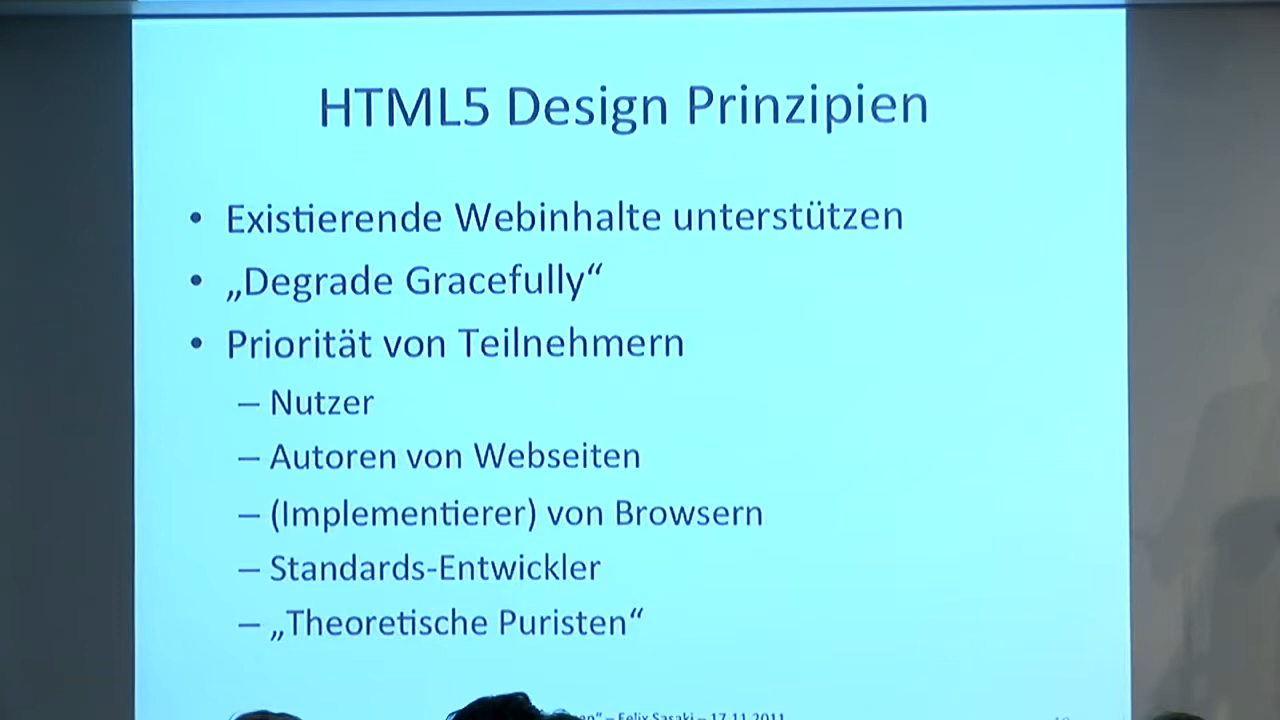 HTML5 Design Prinzipien
• Existierende Webinhalte unterstützen
• „Degrade Gracefully“
• Priorität von Teilnehmern
– Nutzer
– Autoren von Webseiten
– (Implementierer) von Browsern
– Standards-Entwickler
– „Theoretische Puristen“
– Felix Sasaki – 17.11.2011